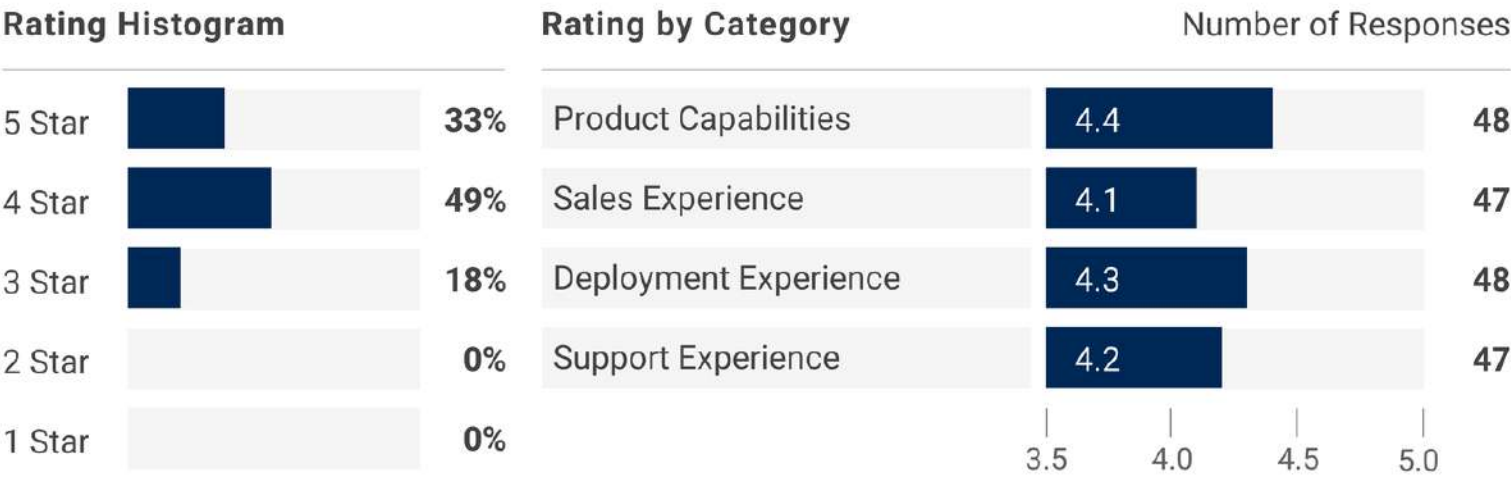 Rating Histogram
5 Star 33%
4 Star 49%
3 Star 18%
2 Star 0%
1 Star 0%
Rating by Category Number of Responses
Product Capabilities 4.4 48
Sales Experience 4.1 47
Deployment Experience 4.3 48
Support Experience 4.2 47
3.5 4.0 4.5 5.0